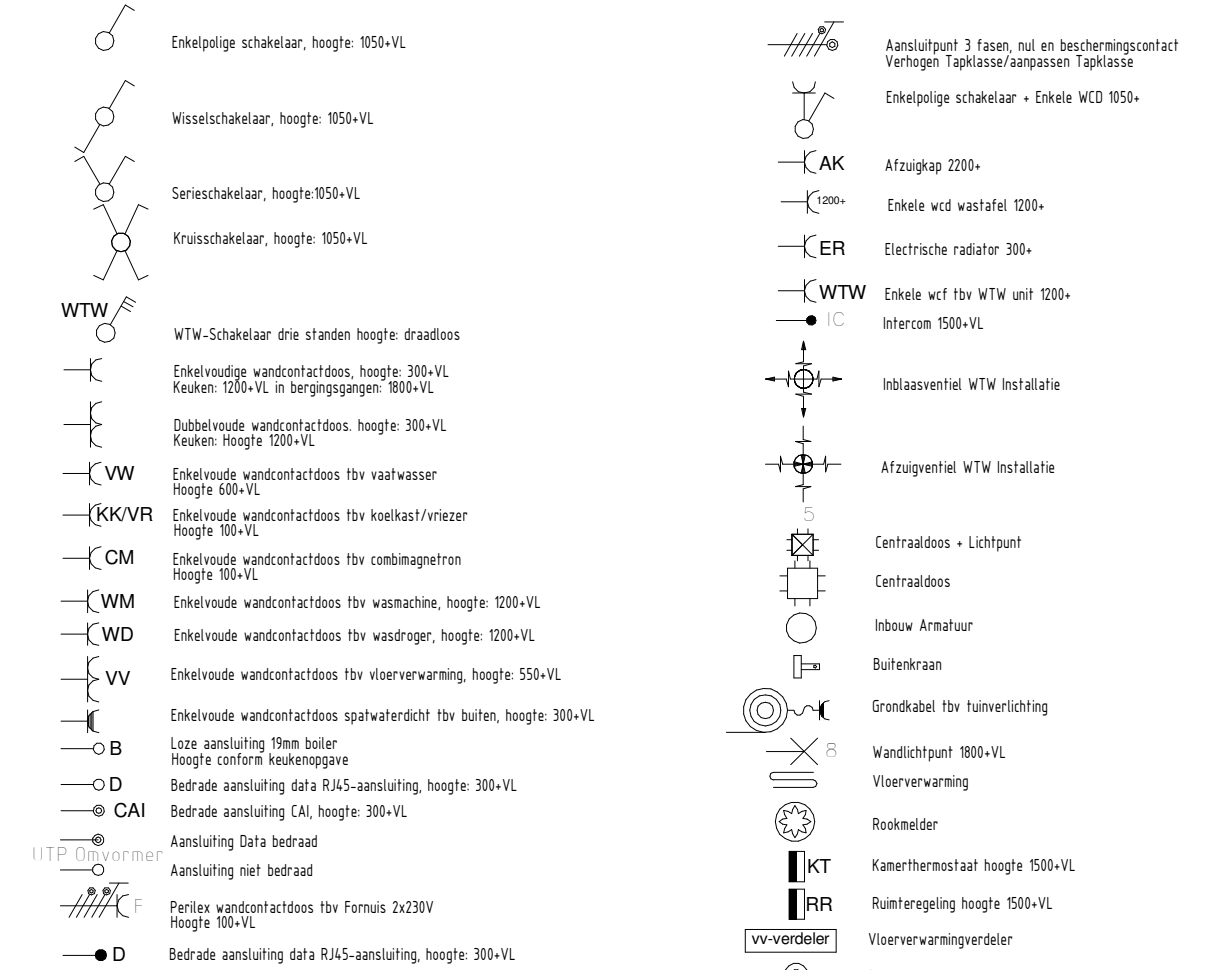 Enkelpolige schakelaar, hoogte: 1050+VL
Wisselschakelaar, hoogte: 1050+VL
Serieschakelaar, hoogte:1050+VL
Kruisschakelaar, hoogte: 1050+VL
WTW
WTW-Schakelaar drie standen hoogte: draadloos
Enkelvoudige wandcontactdoos, hoogte: 300+VL
Keuken: 1200+VL in bergingsgangen: 1800+VL
Dubbelvoude wandcontactdoos. hoogte: 300+VL
Keuken: Hoogte 1200+VL
VW Enkelvoude wandcontactdoos tbv vaatwasser
Hoogte 600+VL
KK/VR Enkelvoude wandcontactdoos tbv koelkast/vriezer
Hoogte 100+VL
CM Enkelvoude wandcontactdoos tbv combimagnetron
Hoogte 100+VL
WM Enkelvoude wandcontactdoos tbv wasmachine, hoogte: 1200+VL
WD Enkelvoude wandcontactdoos tbv wasdroger, hoogte: 1200+VL
VV Enkelvoude wandcontactdoos tbv vloerverwarming, hoogte: 550+VL
Enkelvoude wandcontactdoos spatwaterdicht tbv buiten, hoogte: 300+VL
B Loze aansluiting 19mm boiler
Hoogte conform keukenopgave
D Bedrade aansluiting data RJ45-aansluiting, hoogte: 300+VL
CAI Bedrade aansluiting CAI, hoogte: 300+VL
Aansluiting Data bedraad
UTP Omvormer
Aansluiting niet bedraad
F Perilex wandcontactdoos tbv Fornuis 2x230V
Hoogte 100+VL
D Bedrade aansluiting data RJ45-aansluiting, hoogte: 300+VL
Aansluitpunt 3 fasen, nul en beschermingscontact
Verhogen Tapklasse/aanpassen Tapklasse
Enkelpolige schakelaar + Enkele WCD 1050+
AK Afzuigkap 2200+
1200+ Enkele wcd wastafel 1200+
ER Electrische radiator 300+
WTW Enkele wcf tbv WTW unit 1200+
IC Intercom 1500+VL
Inblaasventiel WTW Installatie
Afzuigventiel WTW Installatie
5
Centraaldoos + Lichtpunt
Centraaldoos
Inbouw Armatuur
Buitenkraan
Grondkabel tbv tuinverlichting
8 Wandlichtpunt 1800+VL
Vloerverwarming
Rookmelder
KT Kamerthermostaat hoogte 1500+VL
RR Ruimteregeling hoogte 1500+VL
vv-verdeler Vloerverwarmingverdeler